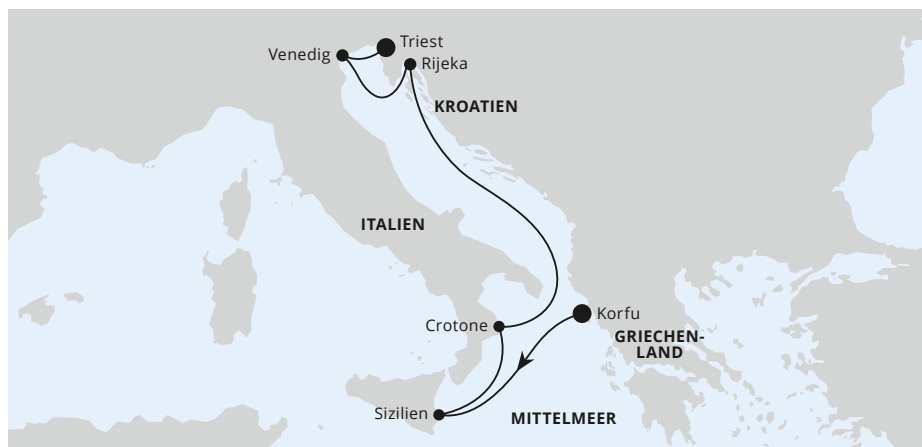 Triest
Venedig
Rijeka
KROATIEN
ITALIEN
Korfu
Crotone
GRIECHEN-
LAND
Sizilien
MITTELMEER